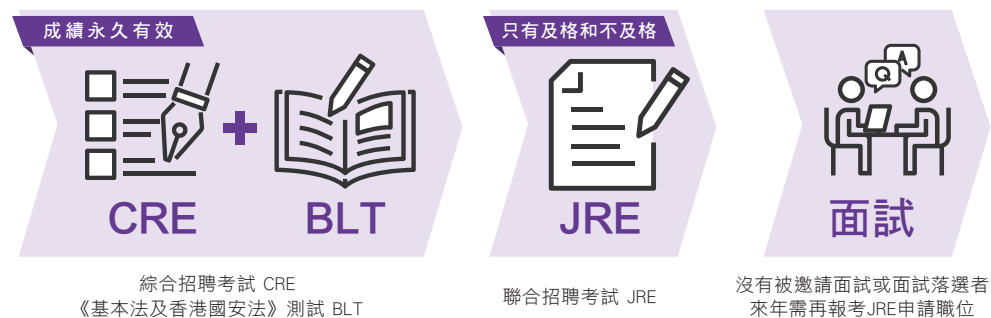 成績永久有效
CRE
+
BLT
綜合招聘考試 CRE
《基本法及香港國安法》測試 BLT
只有及格和不及格
JRE
聯合招聘考試 JRE
Q
A
面試
沒有被邀請面試或面試落選者
來年需再報考JRE申請職位